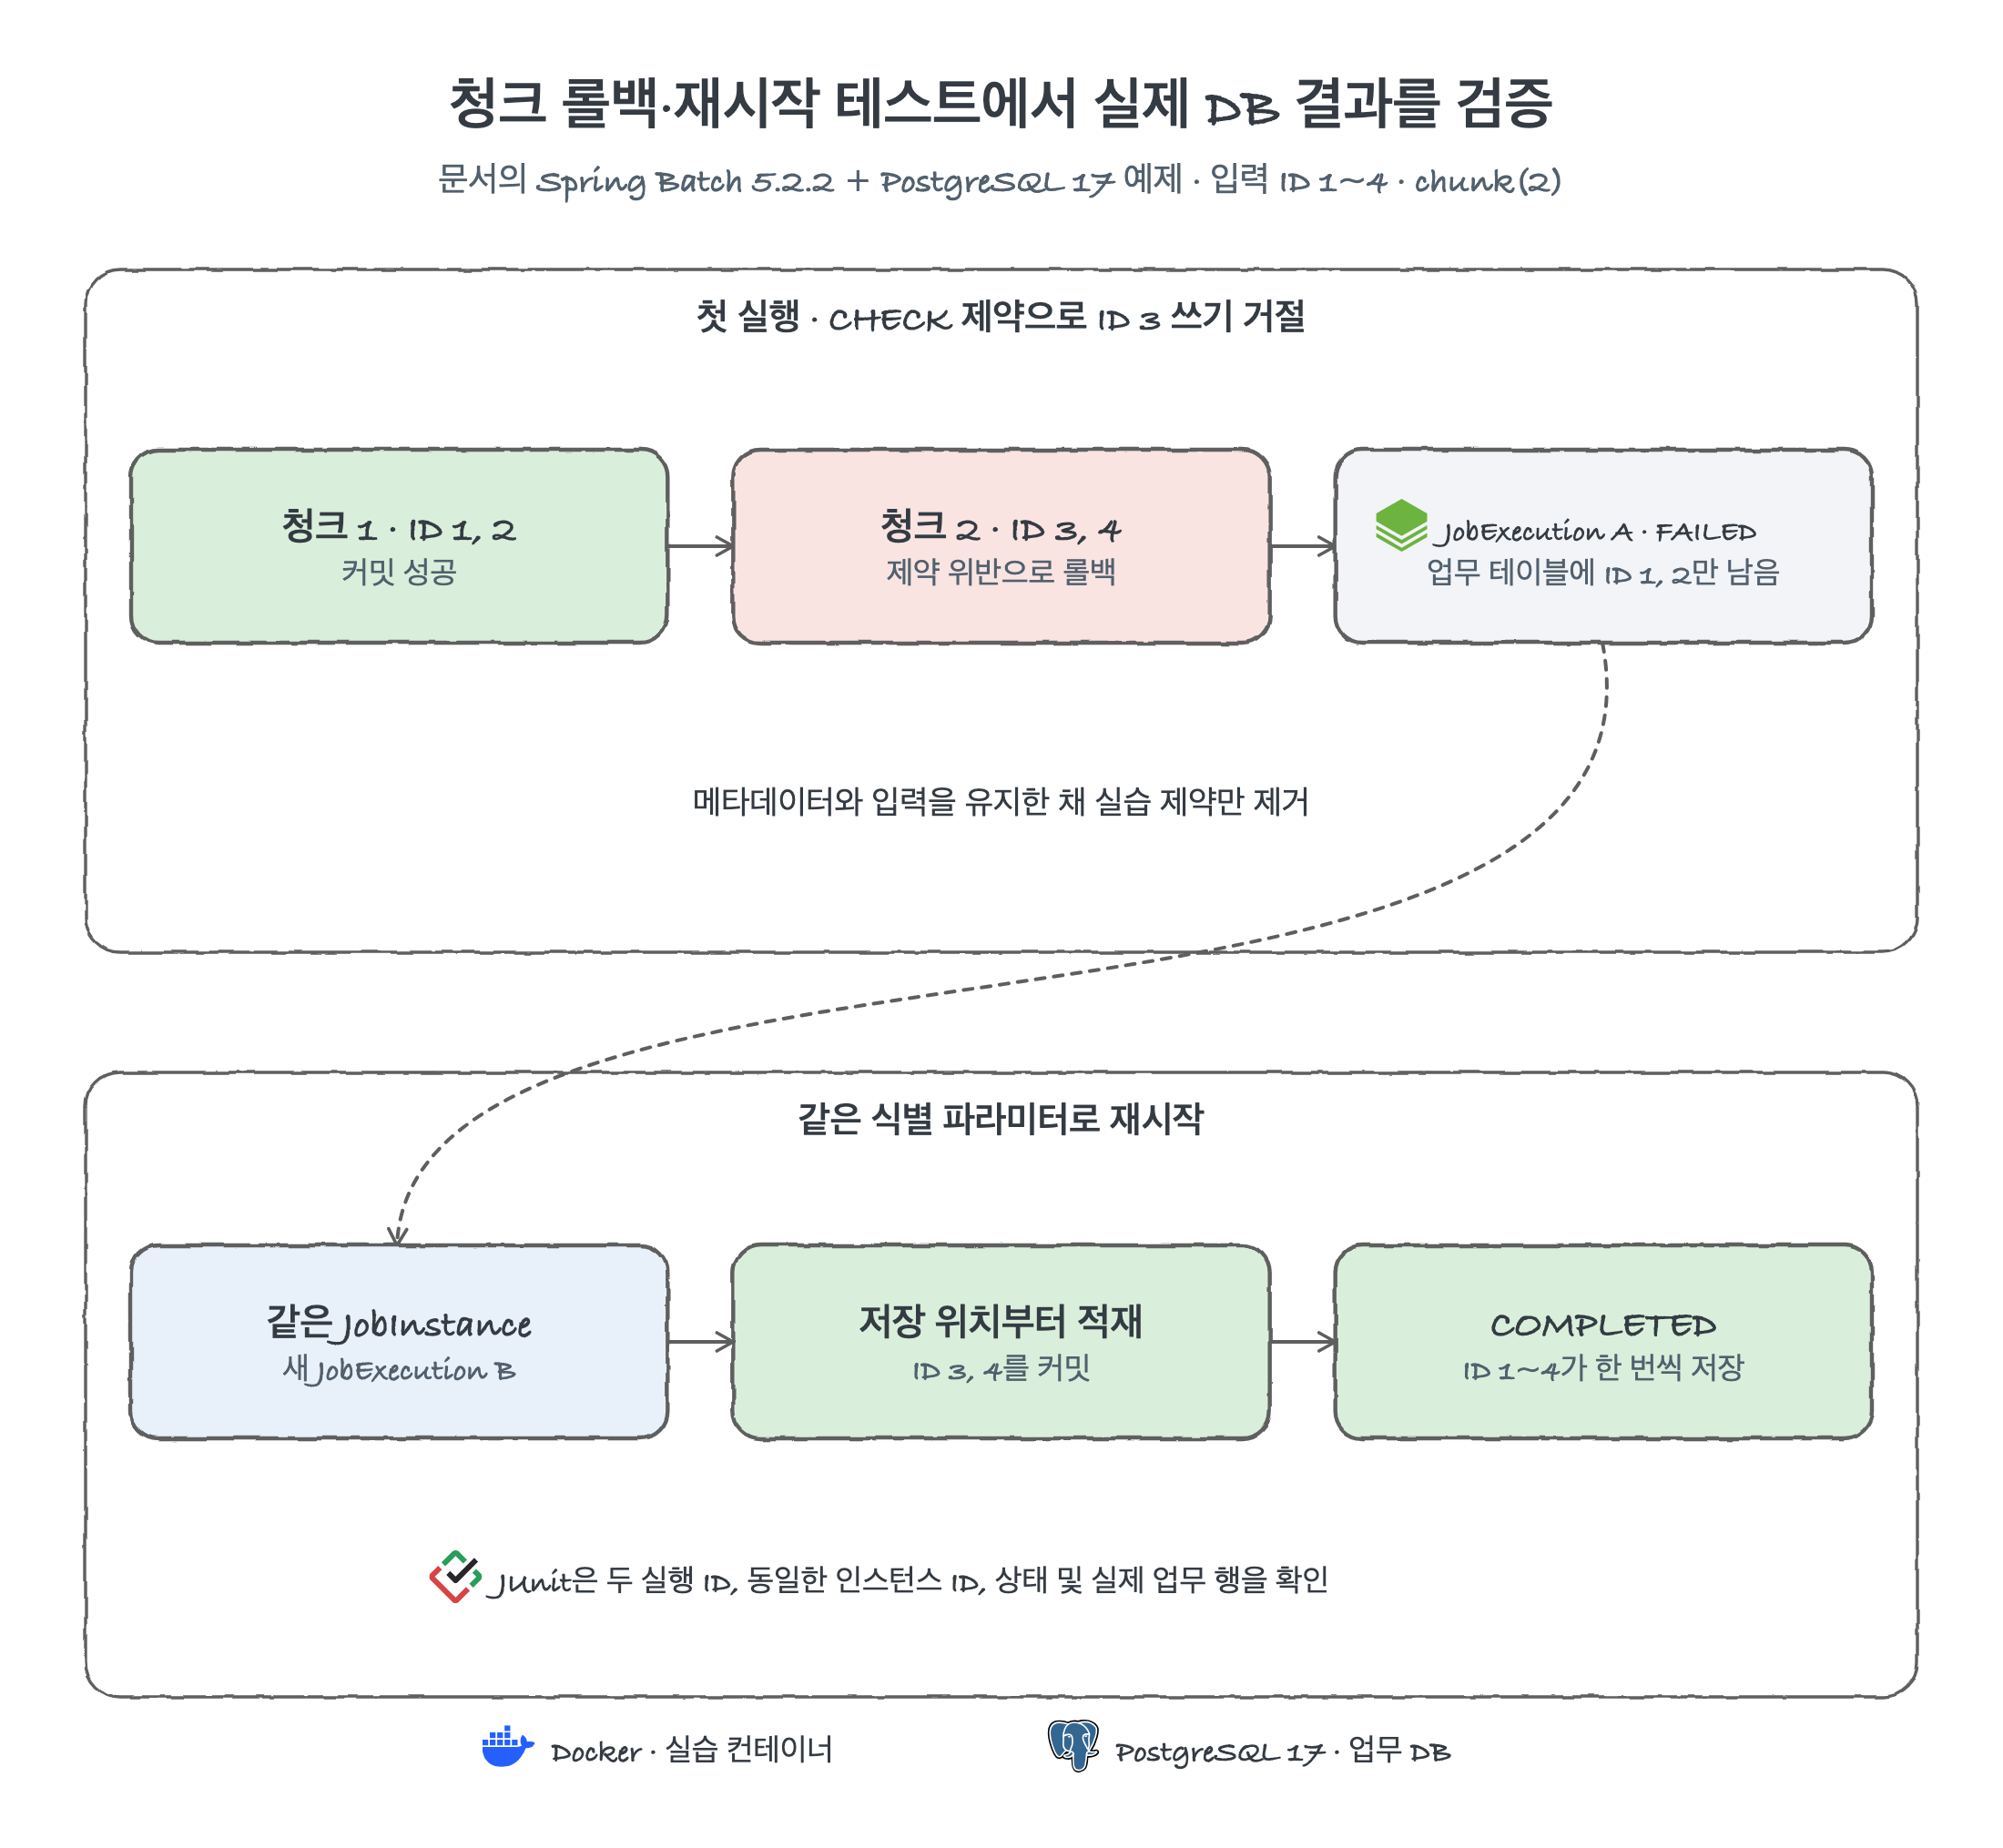 청크 롤백·재시작 테스트에서 실제 DB 결과를 검증
문서의 Spring Batch 5.2.2 + PostgreSQL 17 예제 · 입력 ID 1~4 · chunk(2)
첫 실행 · CHECK 제약으로 ID 3 쓰기 거절
청크 1 · ID 1, 2
커밋 성공
청크 2 · ID 3, 4
제약 위반으로 롤백
JobExecution A · FAILED
업무 테이블에 ID 1, 2만 남음
메타데이터와 입력을 유지한 채 실습 제약만 제거
같은 식별 파라미터로 재시작
같은 JobInstance
새 JobExecution B
저장 위치부터 적재
ID 3, 4를 커밋
COMPLETED
ID 1~4가 한 번씩 저장
JUnit은 두 실행 ID, 동일한 인스턴스 ID, 상태 및 실제 업무 행을 확인
Docker · 실습 컨테이너
PostgreSQL 17 · 업무 DB